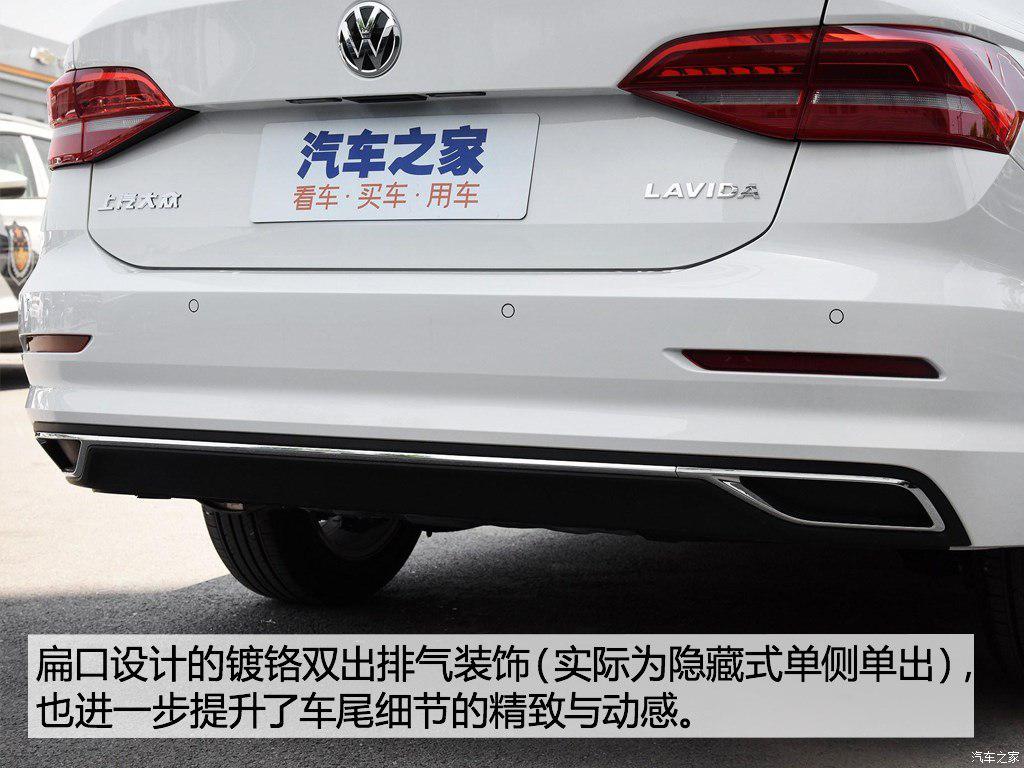 汽车之家
看车·买车·用车
上汽大众
LAVIDA
扁口设计的镀铬双出排气装饰（实际为隐藏式单侧单出），
也进一步提升了车尾细节的精致与动感。
汽车之家